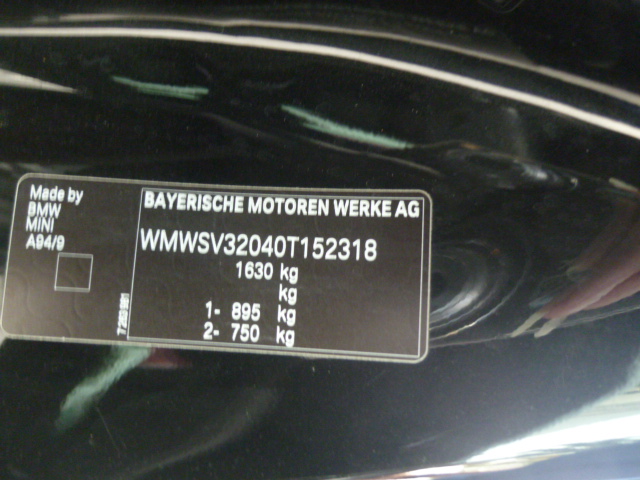 Made by
BMW
MINI
A94/9
BAYERISCHE MOTOREN WERKE AG
WMWSV32040T152318
1630 kg
kg
1- 895 kg
2- 750 kg